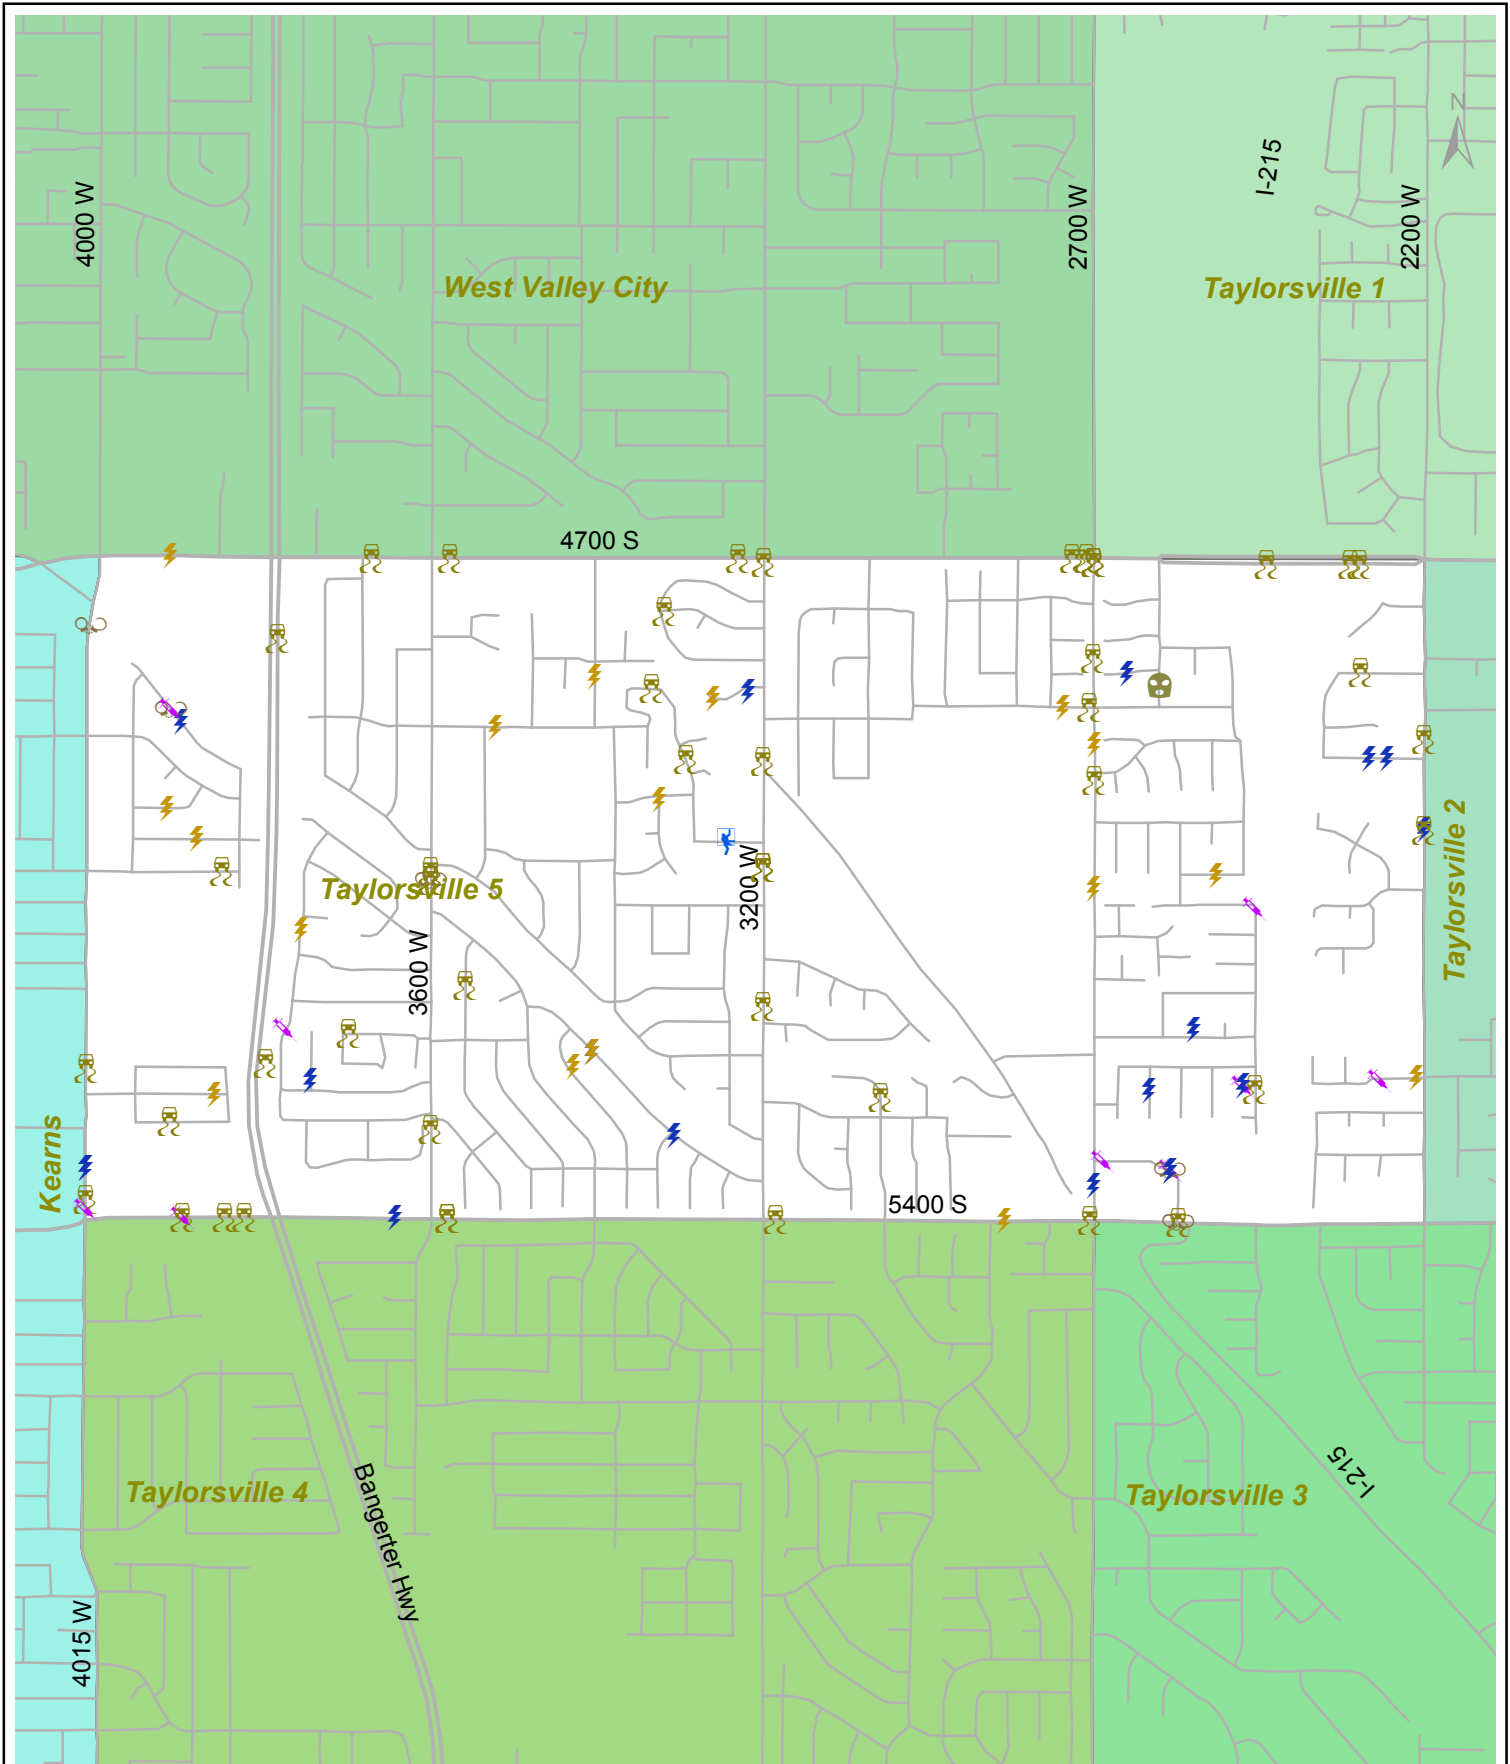 N
I-215
4000 W
2700 W
2200 W
West Valley City
Taylorsville 1
4700 S
Taylorsville 2
Taylorsville 5
3200 W
3600 W
Kearns
5400 S
Taylorsville 4
Bangerter Hwy
Taylorsville 3
I-215
4015 W